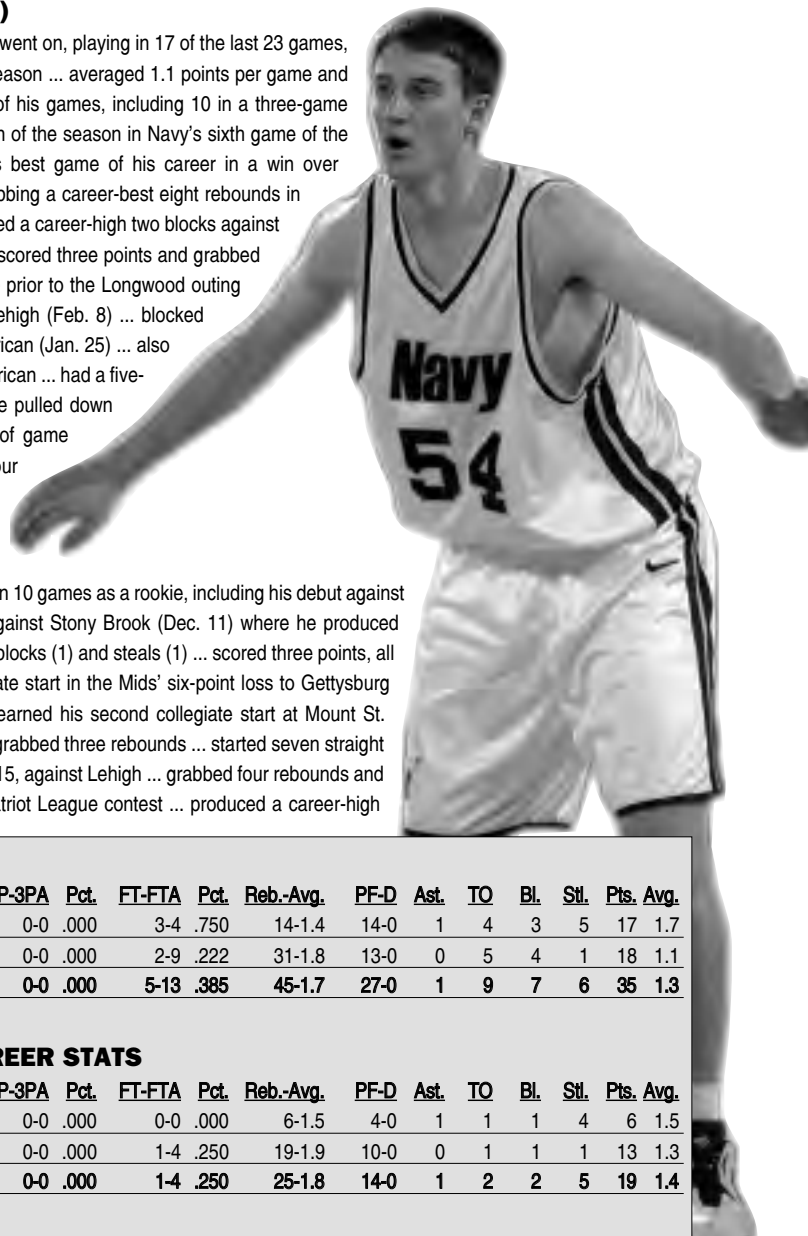 )
went on, playing in 17 of the last 23 games,
eason ... averaged 1.1 points per game and
of his games, including 10 in a three-game
n of the season in Navy's sixth game of the
s best game of his career in a win over
bbing a career-best eight rebounds in
ed a career-high two blocks against
scored three points and grabbed
prior to the Longwood outing
ehigh (Feb. 8) ... blocked
rican (Jan. 25) ... also
rican ... had a five-
e pulled down
of game
our
Navy
54
n 10 games as a rookie, including his debut against
gainst Stony Brook (Dec. 11) where he produced
blocks (1) and steals (1) ... scored three points, all
ate start in the Mids' six-point loss to Gettysburg
earned his second collegiate start at Mount St.
grabbed three rebounds ... started seven straight
15, against Lehigh ... grabbed four rebounds and
atriot League contest ... produced a career-high
P-3PA Pct. FT-FTA Pct. Reb.-Avg. PF-D Ast. TO Bl. Stl. Pts. Avg.
0-0 .000 3-4 .750 14-1.4 14-0 1 4 3 5 17 1.7
0-0 .000 2-9 .222 31-1.8 13-0 0 5 4 1 18 1.1
0-0 .000 5-13 .385 45-1.7 27-0 1 9 7 6 35 1.3
REER STATS
P-3PA Pct. FT-FTA Pct. Reb.-Avg. PF-D Ast. TO Bl. Stl. Pts. Avg.
0-0 .000 0-0 .000 6-1.5 4-0 1 1 1 4 6 1.5
0-0 .000 1-4 .250 19-1.9 10-0 0 1 1 1 13 1.3
0-0 .000 1-4 .250 25-1.8 14-0 1 2 2 5 19 1.4